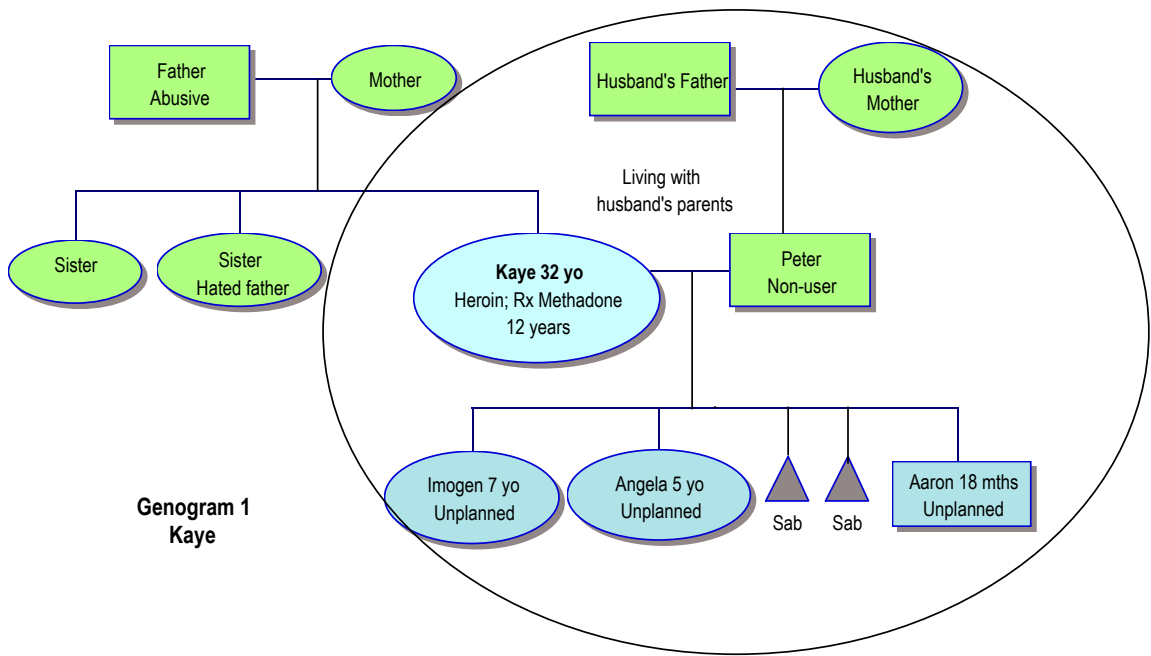 Father
Abusive
Mother
Husband's Father
Husband's
Mother
Living with
husband's parents
Sister
Sister
Hated father
Kaye 32 yo
Heroin; Rx Methadone
12 years
Peter
Non-user
Imogen 7 yo
Unplanned
Angela 5 yo
Unplanned
Sab
Sab
Aaron 18 mths
Unplanned
Genogram 1
Kaye